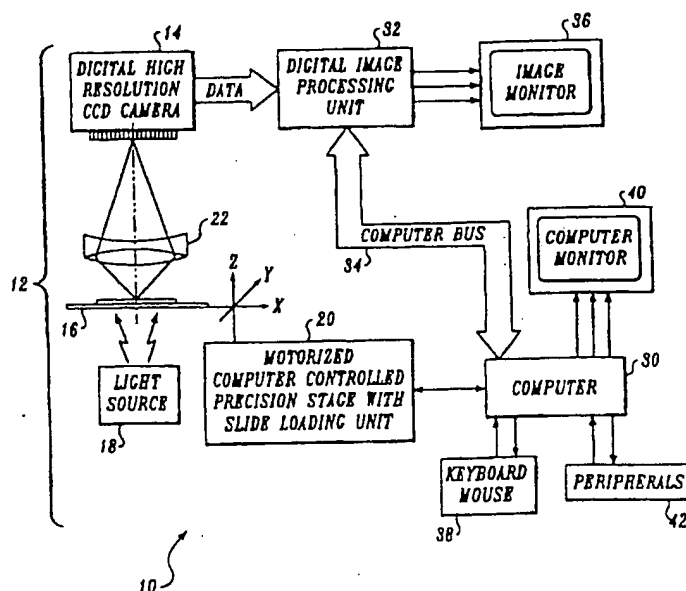 14
DIGITAL HIGH
RESOLUTION
CCD CAMERA
DATA
32
DIGITAL IMAGE
PROCESSING
UNIT
36
IMAGE
MONITOR
22
12
Z
Y
X
16
LIGHT
SOURCE
18
20
MOTORIZED
COMPUTER CONTROLLED
PRECISION STAGE WITH
SLIDE LOADING UNIT
COMPUTER BUS
34
40
COMPUTER
MONITOR
COMPUTER
30
KEYBOARD
MOUSE
38
PERIPHERALS
42
10